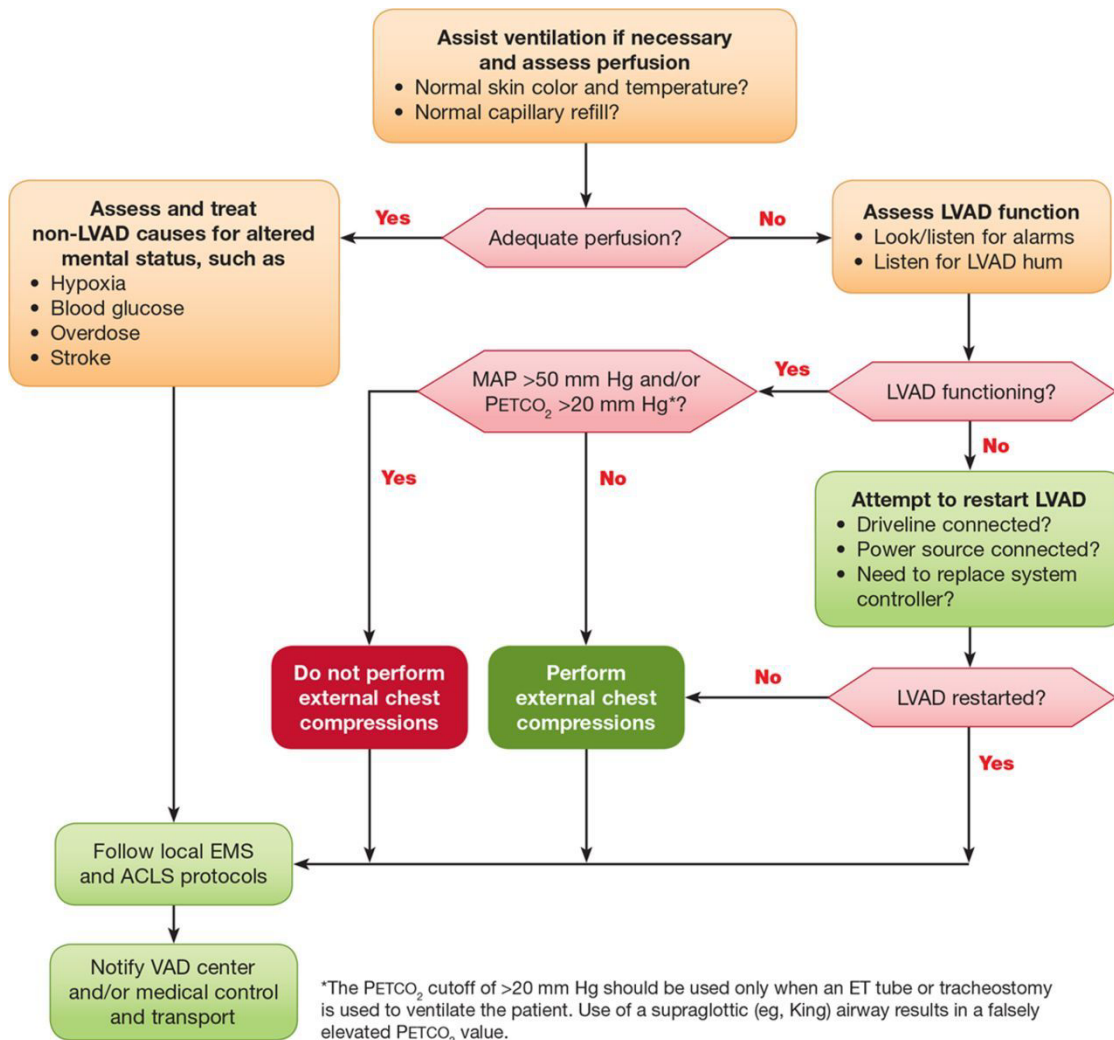 Assist ventilation if necessary
and assess perfusion
• Normal skin color and temperature?
• Normal capillary refill?
Adequate perfusion?
Yes
No
Assess and treat
non-LVAD causes for altered
mental status, such as
• Hypoxia
• Blood glucose
• Overdose
• Stroke
Assess LVAD function
• Look/listen for alarms
• Listen for LVAD hum
LVAD functioning?
Yes
No
MAP >50 mm Hg and/or
PETCO₂ >20 mm Hg*?
Yes
No
Attempt to restart LVAD
• Driveline connected?
• Power source connected?
• Need to replace system
controller?
LVAD restarted?
No
Yes
Do not perform
external chest
compressions
Perform
external chest
compressions
Follow local EMS
and ACLS protocols
Notify VAD center
and/or medical control
and transport
*The PETCO₂ cutoff of >20 mm Hg should be used only when an ET tube or tracheostomy
is used to ventilate the patient. Use of a supraglottic (eg, King) airway results in a falsely
elevated PETCO₂ value.